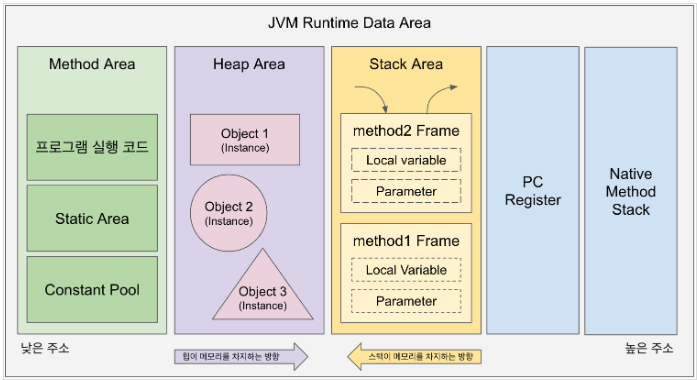 JVM Runtime Data Area
Method Area
프로그램 실행 코드
Static Area
Constant Pool
Heap Area
Object 1
(Instance)
Object 2
(Instance)
Object 3
(Instance)
Stack Area
method2 Frame
Local variable
Parameter
method1 Frame
Local Variable
Parameter
PC
Register
Native
Method
Stack
낮은 주소
힙이 메모리를 차지하는 방향
스택이 메모리를 차지하는 방향
높은 주소